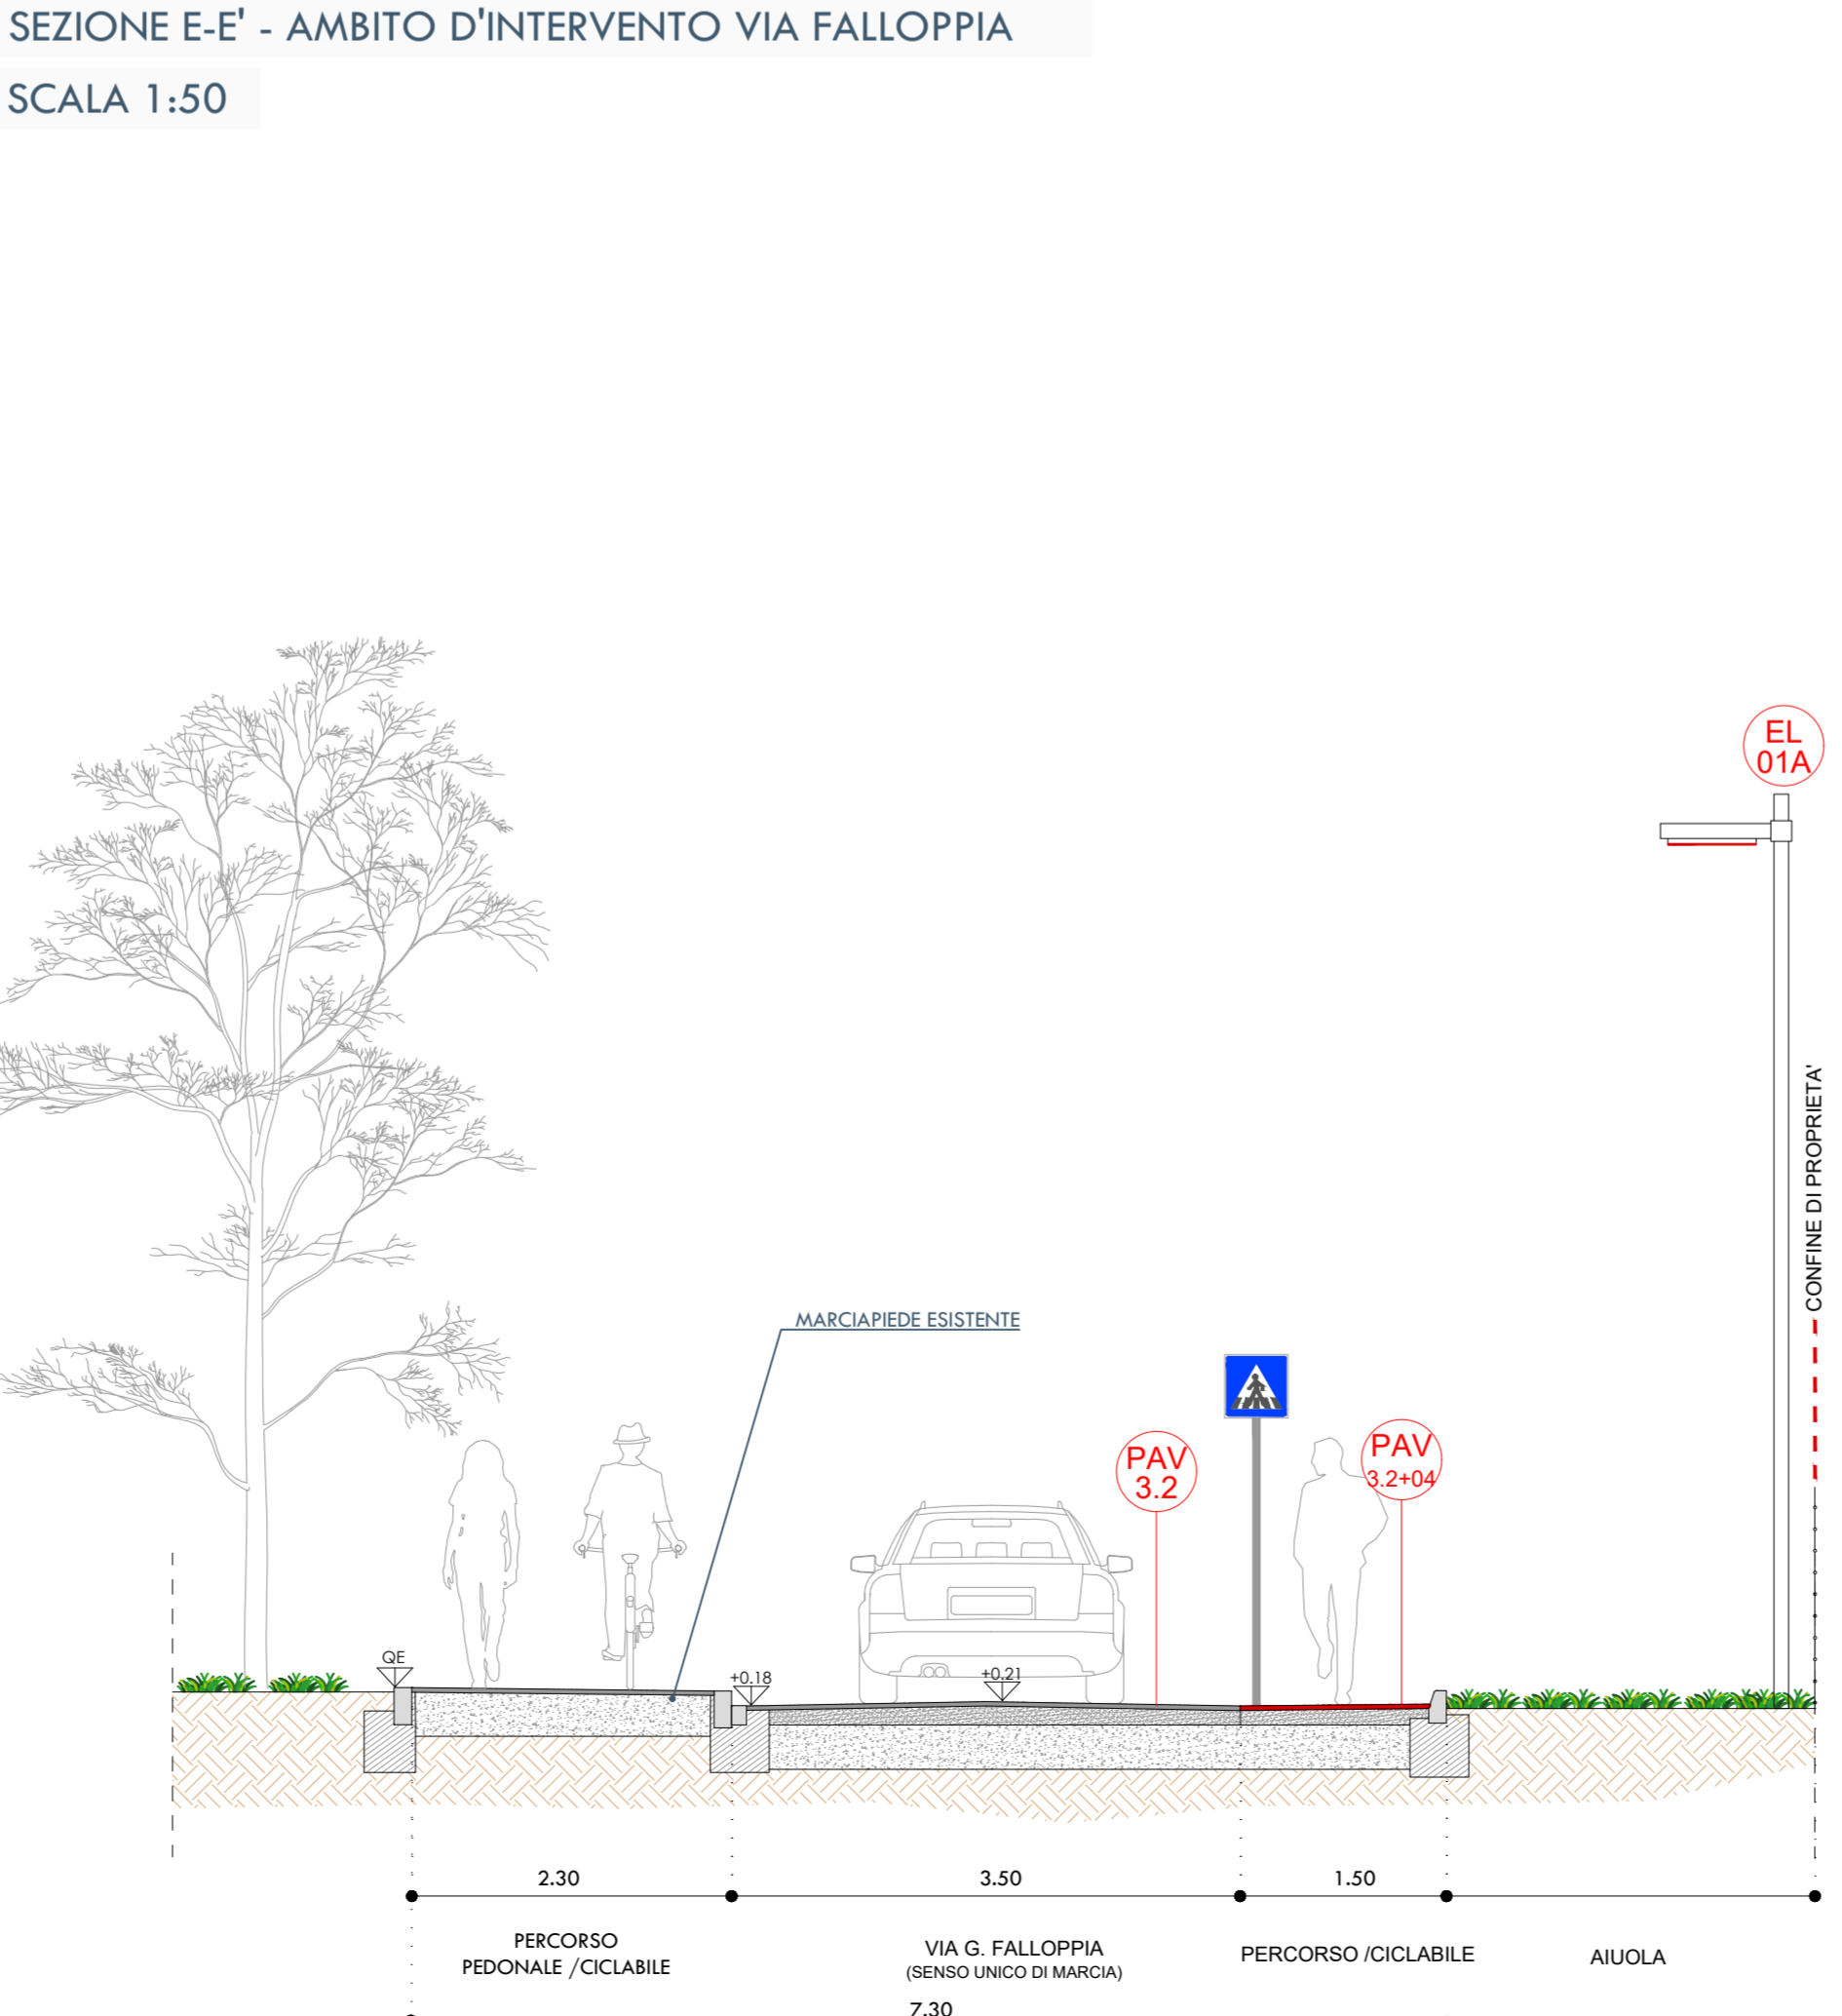 SEZIONE E-E' - AMBITO D'INTERVENTO VIA FALLOPPIA
SCALA 1:50
EL
01A
CONFINE DI PROPRIETA'
MARCIAPIEDE ESISTENTE
PAV
3.2
PAV
3.2+04
QE
+0.18
+0.21
2.30
3.50
1.50
PERCORSO
PEDONALE /CICLABILE
VIA G. FALLOPPIA
(SENSO UNICO DI MARCIA)
PERCORSO /CICLABILE
AIUOLA
7.30